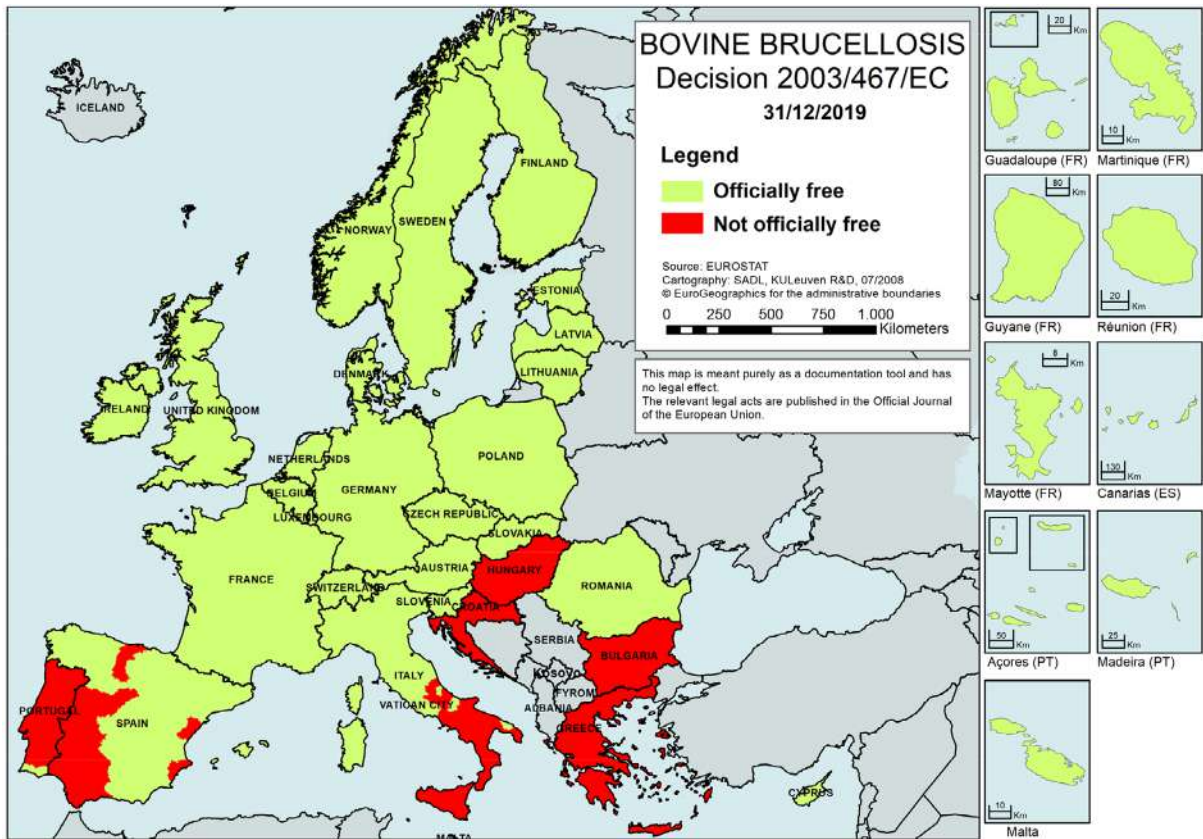 BOVINE BRUCELLOSIS
Decision 2003/467/EC
31/12/2019
Legend
Officially free
Not officially free
Source: EUROSTAT
Cartography: SADL, KULeuven R&D, 07/2008
© EuroGeographics for the administrative boundaries
0 250 500 750 1.000
Kilometers
This map is meant purely as a documentation tool and has
no legal effect.
The relevant legal acts are published in the Official Journal
of the European Union.
ICELAND
FINLAND
NORWAY
SWEDEN
ESTONIA
LATVIA
LITHUANIA
DENMARK
IRELAND
UNITED KINGDOM
NETHERLANDS
POLAND
BELGIUM
GERMANY
LUXEMBOURG
CZECH REPUBLIC
SLOVAKIA
AUSTRIA
HUNGARY
FRANCE
SWITZERLAND
ROMANIA
SLOVENIA
CROATIA
SERBIA
BULGARIA
ITALY
KOSOVO
VATICAN CITY
FYROM
ALBANIA
PORTUGAL
SPAIN
GREECE
CYPRUS
MALTA
20
Km
Guadaloupe (FR)
10
Km
Martinique (FR)
80
Km
Guyane (FR)
20
Km
Réunion (FR)
8
Km
Mayotte (FR)
130
Km
Canarias (ES)
50
Km
Açores (PT)
25
Km
Madeira (PT)
10
Km
Malta